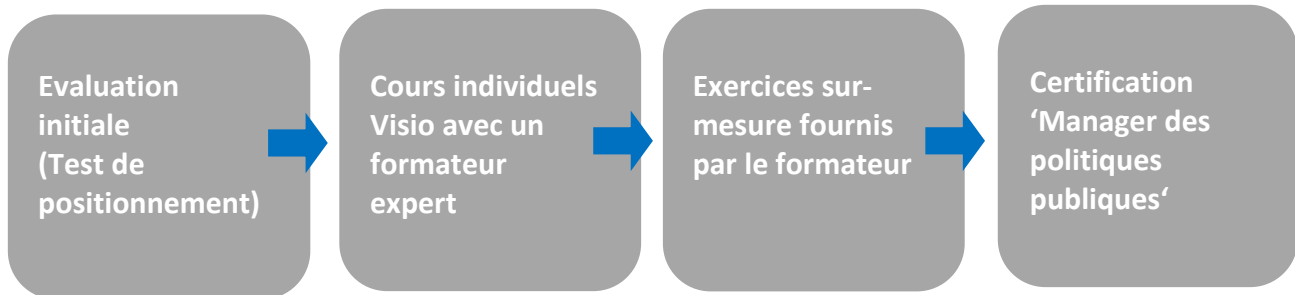 Evaluation
initiale
(Test de
positionnement)
Cours individuels
Visio avec un
formateur
expert
Exercices sur-
mesure fournis
par le formateur
Certification
‘Manager des
politiques
publiques‘